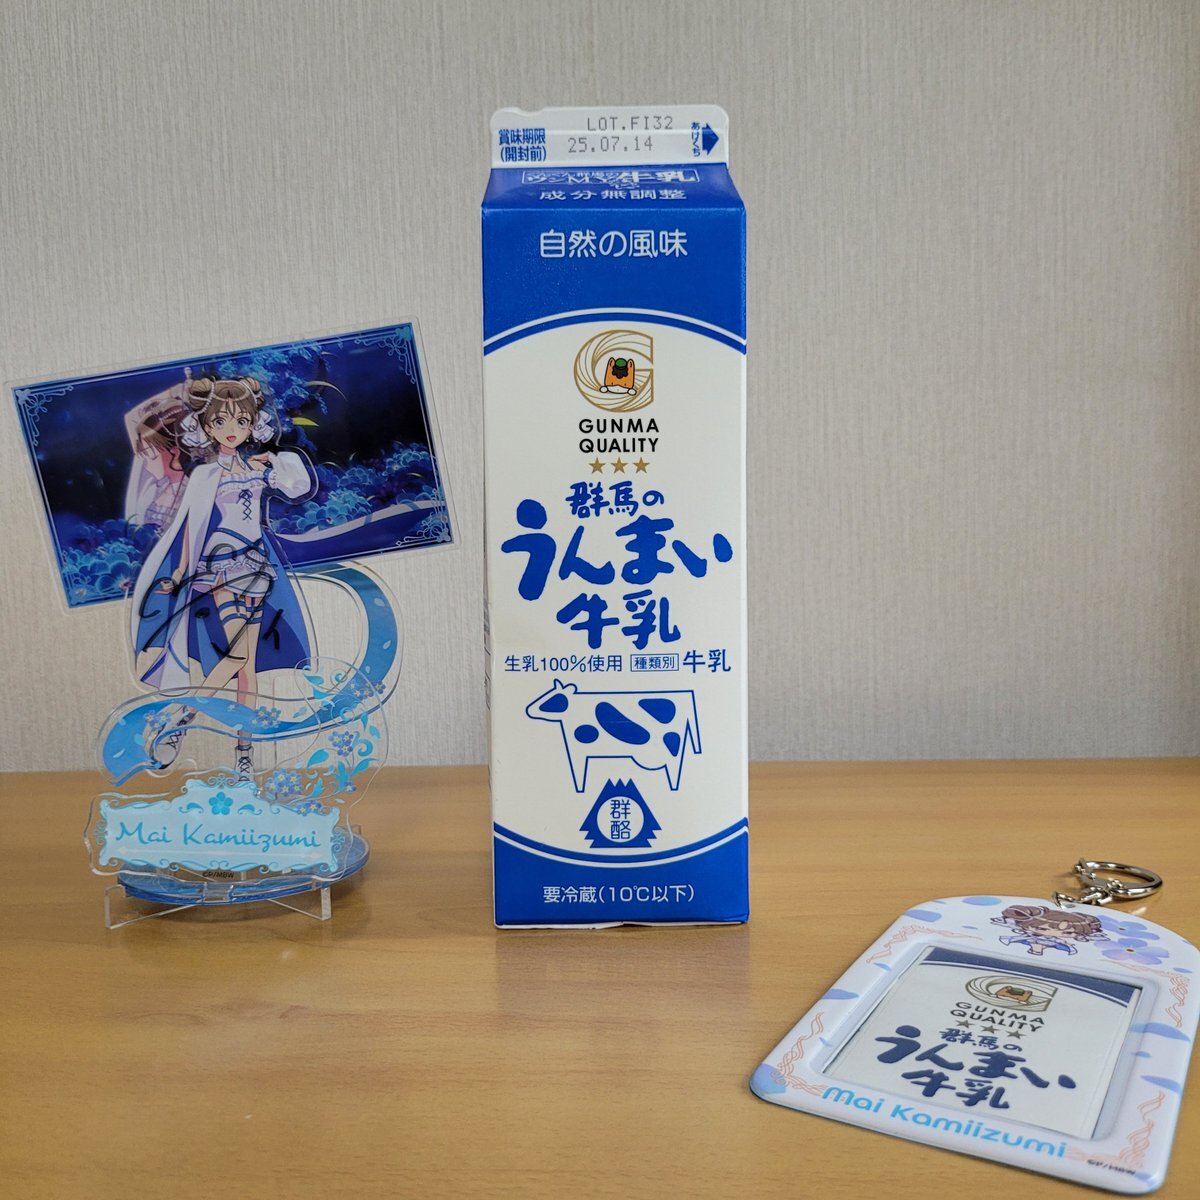 LOT.FI32
賞味期限
(開封前)
25.07.14
あけくち
成分無調整
自然の風味
GUNMA
QUALITY
群馬の
うんまい
牛乳
生乳100%使用 種類別 牛乳
群
酪
要冷蔵(10℃以下)
Mai Kamiizumi
©P/MBW
GUNMA
QUALITY
群馬の
うんまい
牛乳
Mai Kamiizumi
©P/MBW